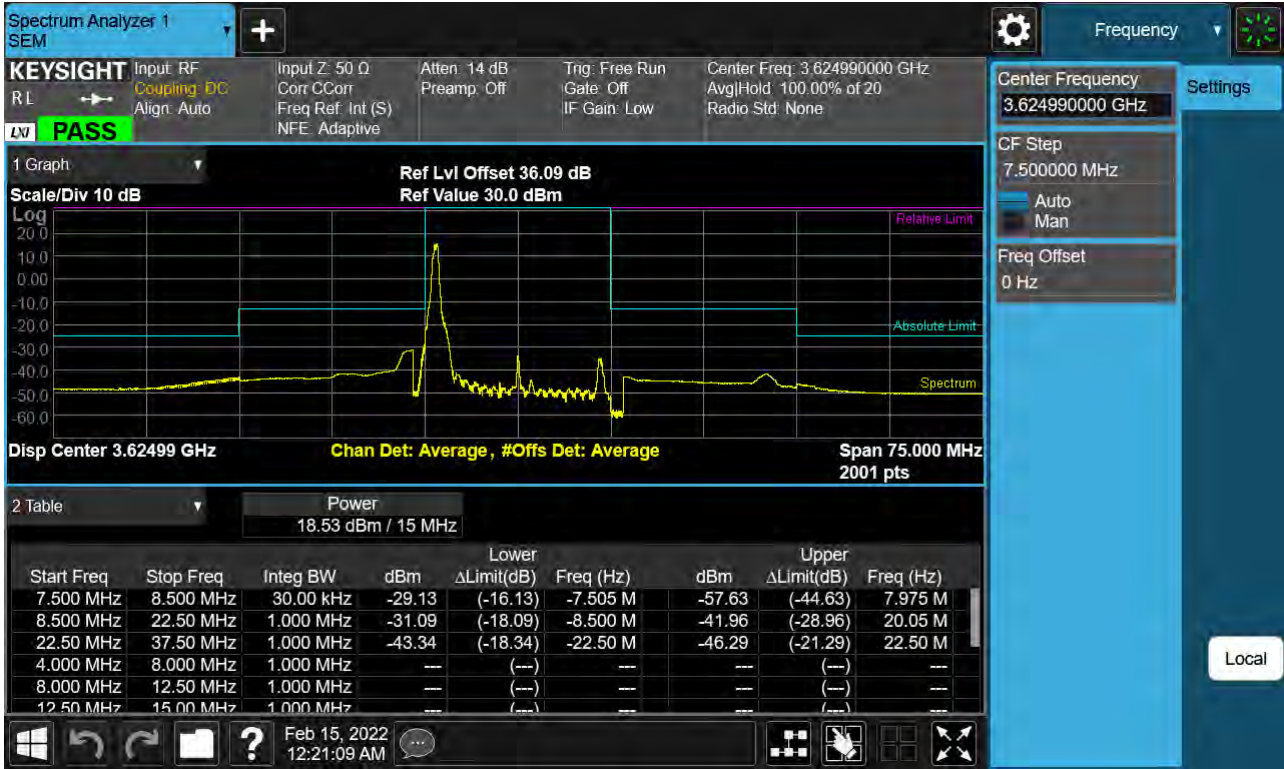 Spectrum Analyzer 1
SEM
+
Frequency
KEYSIGHT
R L
LXI
PASS
Input: RF
Coupling: DC
Align: Auto
Input Z: 50 Ω
Corr CCorr
Freq Ref: Int (S)
NFE: Adaptive
Atten: 14 dB
Preamp: Off
Trig: Free Run
Gate: Off
IF Gain: Low
Center Freq: 3.624990000 GHz
Avg|Hold: 100.00% of 20
Radio Std: None
Center Frequency
3.624990000 GHz
Settings
CF Step
7.500000 MHz
Auto
Man
Freq Offset
0 Hz
Local
1 Graph
Scale/Div 10 dB
Ref Lvl Offset 36.09 dB
Ref Value 30.0 dBm
Log
20.0
10.0
0.00
-10.0
-20.0
-30.0
-40.0
-50.0
-60.0
Relative Limit
Absolute Limit
Spectrum
Disp Center 3.62499 GHz
Chan Det: Average, #Offs Det: Average
Span 75.000 MHz
2001 pts
2 Table
Power
18.53 dBm / 15 MHz
Lower Upper
Start Freq Stop Freq Integ BW dBm ΔLimit(dB) Freq (Hz) dBm ΔLimit(dB) Freq (Hz)
7.500 MHz 8.500 MHz 30.00 kHz -29.13 (-16.13) -7.505 M -57.63 (-44.63) 7.975 M
8.500 MHz 22.50 MHz 1.000 MHz -31.09 (-18.09) -8.500 M -41.96 (-28.96) 20.05 M
22.50 MHz 37.50 MHz 1.000 MHz -43.34 (-18.34) -22.50 M -46.29 (-21.29) 22.50 M
4.000 MHz 8.000 MHz 1.000 MHz --- (---) --- --- (---) ---
8.000 MHz 12.50 MHz 1.000 MHz --- (---) --- --- (---) ---
12.50 MHz 15.00 MHz 1.000 MHz --- (---) --- --- (---) ---
?
Feb 15, 2022
12:21:09 AM